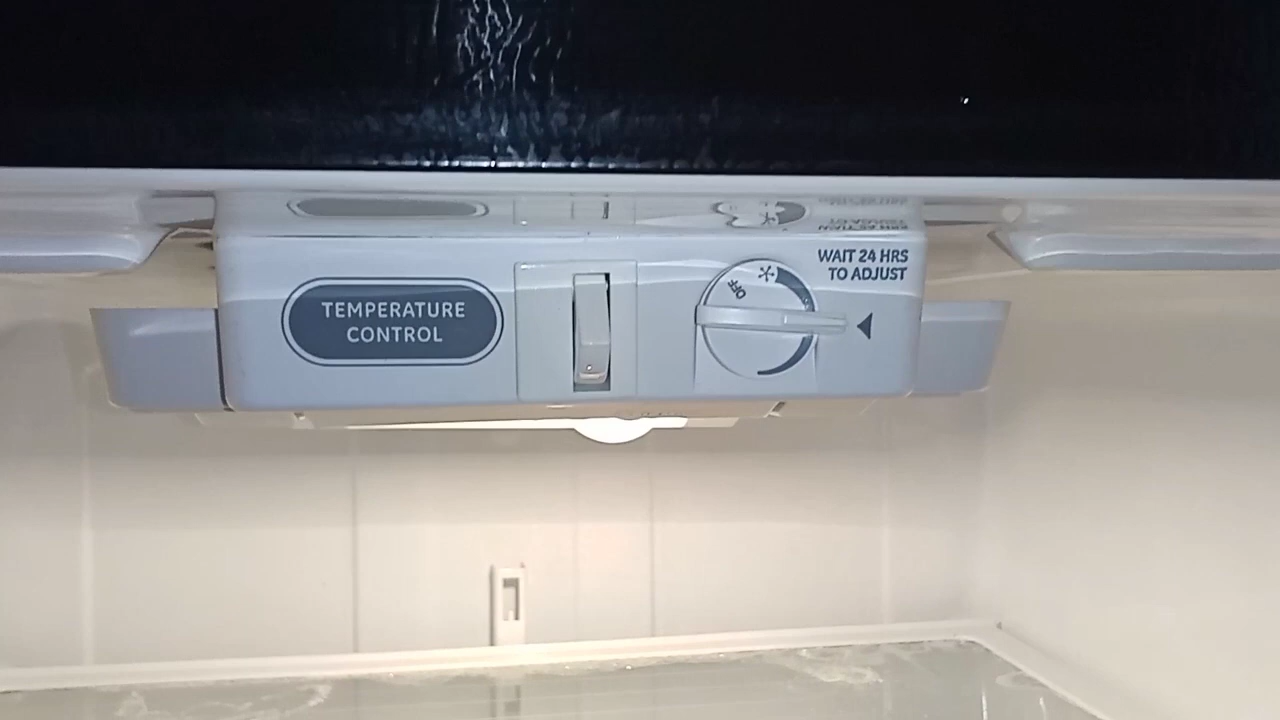 TEMPERATURE
CONTROL
OFF
WAIT 24 HRS
TO ADJUST